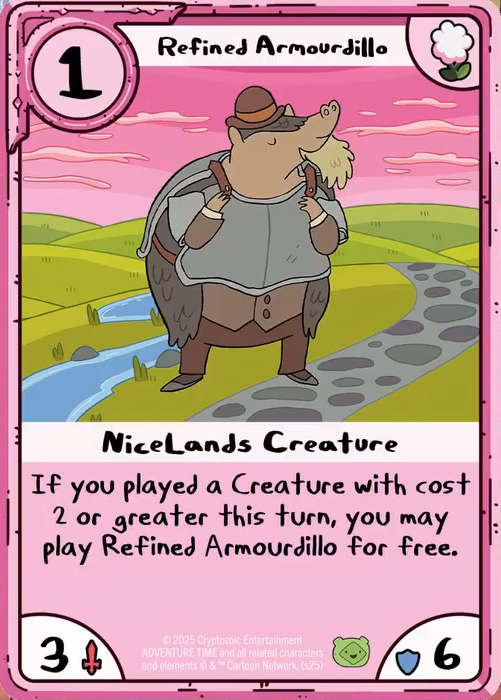 1
Refined Armourdillo
NiceLands Creature
If you played a Creature with cost
2 or greater this turn, you may
play Refined Armourdillo for free.
3
© 2025 Cryptozoic Entertainment
ADVENTURE TIME and all related characters
and elements © & ™ Cartoon Network. (s25)
6